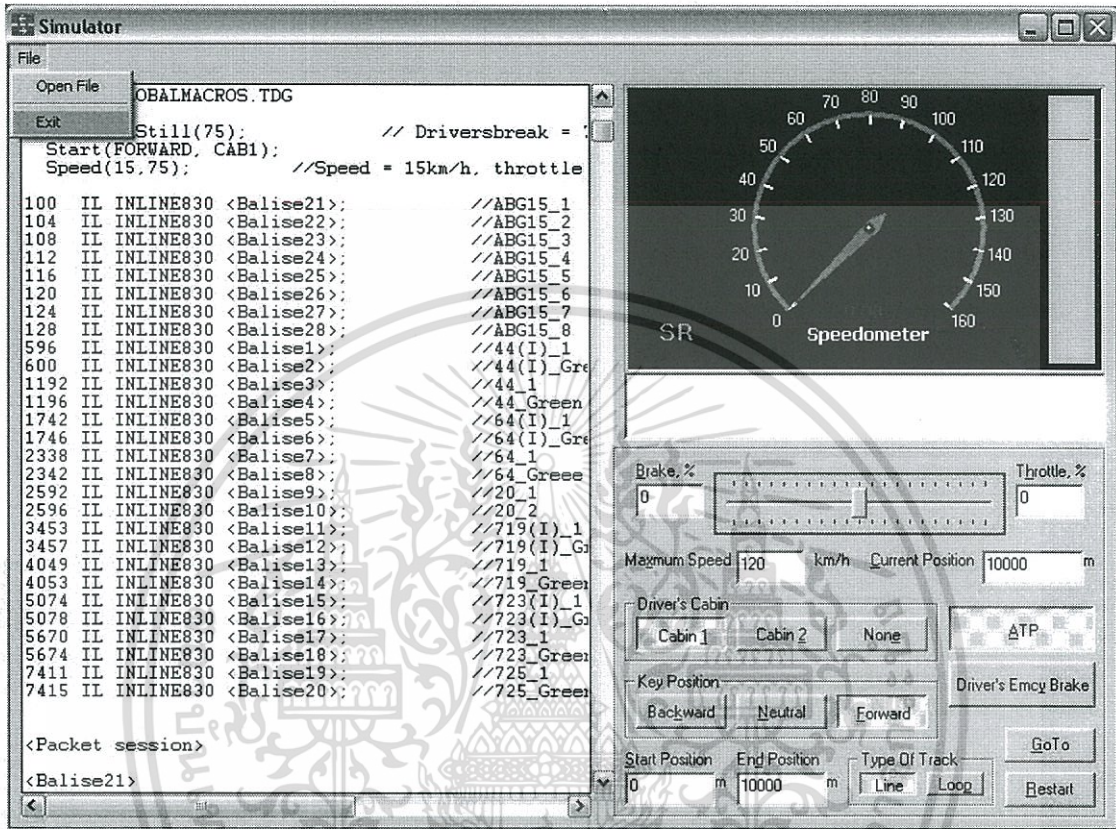 Simulator
File
Open File
Exit
OBALMACROS.TDG
Still(75); // Driversbreak =
Start(FORWARD, CAB1);
Speed(15,75); //Speed = 15km/h, throttle
100 IL INLINE830 <Balise21>; //ABG15_1
104 IL INLINE830 <Balise22>; //ABG15_2
108 IL INLINE830 <Balise23>; //ABG15_3
112 IL INLINE830 <Balise24>; //ABG15_4
116 IL INLINE830 <Balise25>; //ABG15_5
120 IL INLINE830 <Balise26>; //ABG15_6
124 IL INLINE830 <Balise27>; //ABG15_7
128 IL INLINE830 <Balise28>; //ABG15_8
596 IL INLINE830 <Balise1>; //44(I)_1
600 IL INLINE830 <Balise2>; //44(I)_Gre
1192 IL INLINE830 <Balise3>; //44_1
1196 IL INLINE830 <Balise4>; //44_Green
1742 IL INLINE830 <Balise5>; //64(I)_1
1746 IL INLINE830 <Balise6>; //64(I)_Gre
2338 IL INLINE830 <Balise7>; //64_1
2342 IL INLINE830 <Balise8>; //64_Greee
2592 IL INLINE830 <Balise9>; //20_1
2596 IL INLINE830 <Balise10>; //20_2
3453 IL INLINE830 <Balise11>; //719(I)_1
3457 IL INLINE830 <Balise12>; //719(I)_Gr
4049 IL INLINE830 <Balise13>; //719_1
4053 IL INLINE830 <Balise14>; //719_Green
5074 IL INLINE830 <Balise15>; //723(I)_1
5078 IL INLINE830 <Balise16>; //723(I)_Gr
5670 IL INLINE830 <Balise17>; //723_1
5674 IL INLINE830 <Balise18>; //723_Green
7411 IL INLINE830 <Balise19>; //725_1
7415 IL INLINE830 <Balise20>; //725_Green
<Packet session>
<Balise21>
0 10 20 30 40 50 60 70 80 90 100 110 120 130 140 150 160
SR
Speedometer
Brake, % Throttle, %
0 0
Maxmum Speed 120 km/h Current Position 10000 m
Driver's Cabin
Cabin 1 Cabin 2 None
ATP
Key Position
Backward Neutral Forward
Driver's Emcy Brake
Start Position End Position Type Of Track
0 m 10000 m Line Loop
GoTo
Restart